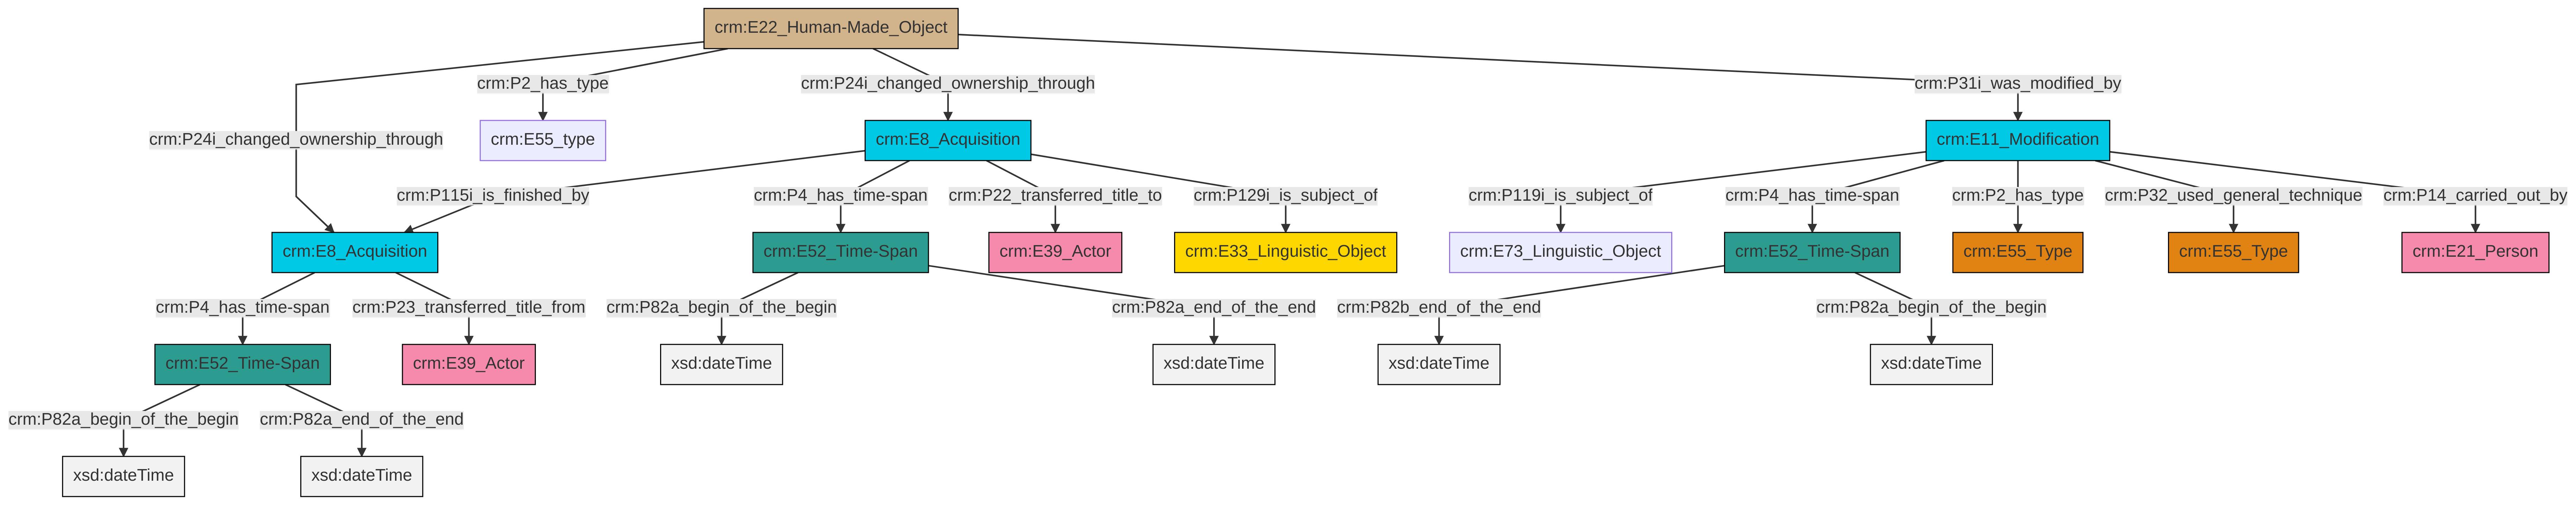 crm:E22_Human-Made_Object
crm:P2_has_type
crm:P24i_changed_ownership_through
crm:P31i_was_modified_by
crm:P24i_changed_ownership_through
crm:E55_type
crm:E8_Acquisition
crm:E11_Modification
crm:P115i_is_finished_by
crm:P4_has_time-span
crm:P22_transferred_title_to
crm:P129i_is_subject_of
crm:P119i_is_subject_of
crm:P4_has_time-span
crm:P2_has_type
crm:P32_used_general_technique
crm:P14_carried_out_by
crm:E8_Acquisition
crm:E52_Time-Span
crm:E39_Actor
crm:E33_Linguistic_Object
crm:E73_Linguistic_Object
crm:E52_Time-Span
crm:E55_Type
crm:E55_Type
crm:E21_Person
crm:P4_has_time-span
crm:P23_transferred_title_from
crm:P82a_begin_of_the_begin
crm:P82a_end_of_the_end
crm:P82b_end_of_the_end
crm:P82a_begin_of_the_begin
crm:E52_Time-Span
crm:E39_Actor
xsd:dateTime
xsd:dateTime
xsd:dateTime
xsd:dateTime
crm:P82a_begin_of_the_begin
crm:P82a_end_of_the_end
xsd:dateTime
xsd:dateTime